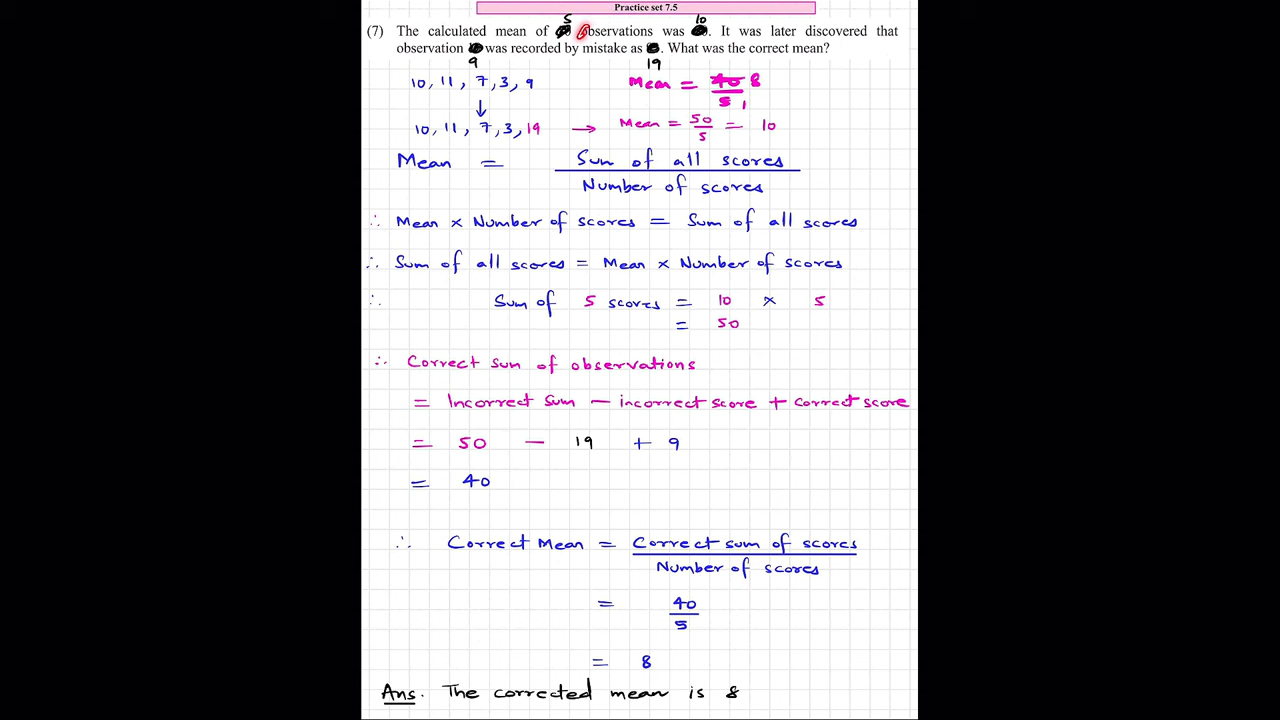 Practice set 7.5
5 10
(7) The calculated mean of observations was . It was later discovered that
observation was recorded by mistake as . What was the correct mean?
9 19
10, 11, 7, 3, 9 Mean = 40/5 8 1
↓
10, 11, 7, 3, 19 → Mean = 50/5 = 10
Mean = Sum of all scores / Number of scores
∴ Mean × Number of scores = Sum of all scores
∴ Sum of all scores = Mean × Number of scores
∴ Sum of 5 scores = 10 × 5
= 50
∴ Correct sum of observations
= Incorrect sum − incorrect score + correct score
= 50 − 19 + 9
= 40
∴ Correct Mean = Correct sum of scores / Number of scores
= 40/5
= 8
Ans. The corrected mean is 8